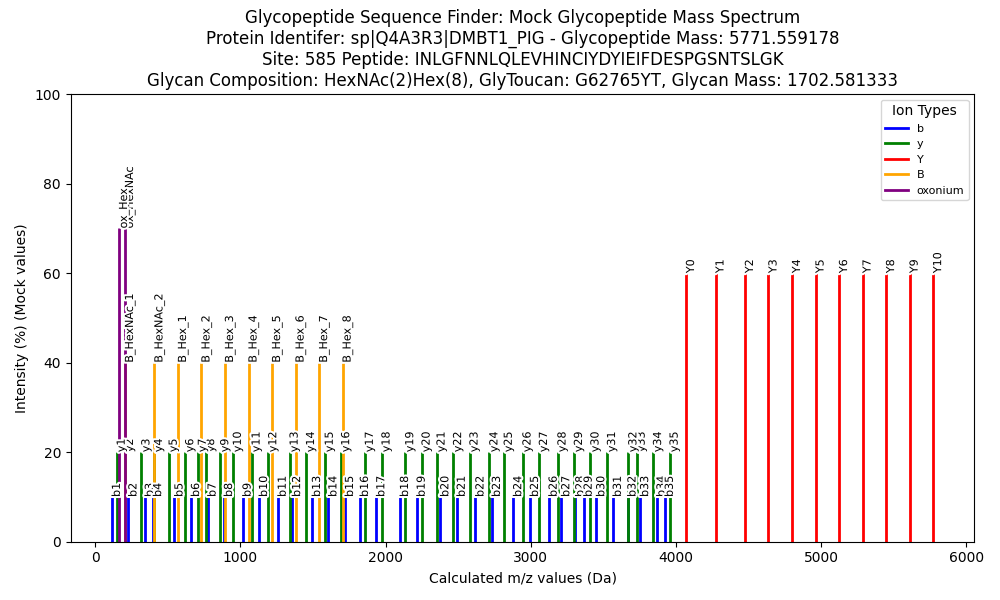 Glycopeptide Sequence Finder: Mock Glycopeptide Mass Spectrum
Protein Identifer: sp|Q4A3R3|DMBT1_PIG - Glycopeptide Mass: 5771.559178
Site: 585 Peptide: INLGFNNLQLEVHINCIYDYIEIFDESPGSNTSLGK
Glycan Composition: HexNAc(2)Hex(8), GlyToucan: G62765YT, Glycan Mass: 1702.581333
Ion Types
b
y
Y
B
oxonium
ox_Hex
ox_HexNAc
B_HexNAc_1
B_HexNAc_2
B_Hex_1
B_Hex_2
B_Hex_3
B_Hex_4
B_Hex_5
B_Hex_6
B_Hex_7
B_Hex_8
Y0
Y1
Y2
Y3
Y4
Y5
Y6
Y7
Y8
Y9
Y10
y1
y2
y3
y4
y5
y6
y7
y8
y9
y10
y11
y12
y13
y14
y15
y16
y17
y18
y19
y20
y21
y22
y23
y24
y25
y26
y27
y28
y29
y30
y31
y32
y33
y34
y35
b1
b2
b3
b4
b5
b6
b7
b8
b9
b10
b11
b12
b13
b14
b15
b16
b17
b18
b19
b20
b21
b22
b23
b24
b25
b26
b27
b28
b29
b30
b31
b32
b33
b34
b35
100
80
60
40
20
0
Intensity (%) (Mock values)
0
1000
2000
3000
4000
5000
6000
Calculated m/z values (Da)